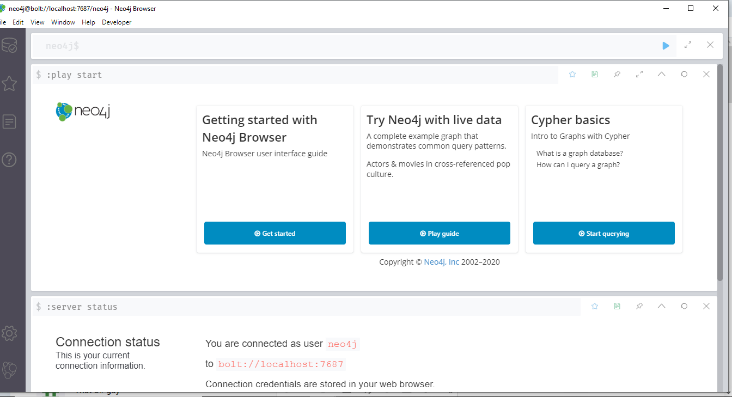 neo4j@bolt://localhost:7687/neo4j - Neo4j Browser
ile Edit View Window Help Developer
neo4j$
$ :play start
neo4j
Getting started with
Neo4j Browser
Neo4j Browser user interface guide
Get started
Try Neo4j with live data
A complete example graph that
demonstrates common query patterns.
Actors & movies in cross-referenced pop
culture.
Play guide
Cypher basics
Intro to Graphs with Cypher
What is a graph database?
How can I query a graph?
Start querying
Copyright © Neo4j, Inc 2002–2020
$ :server status
Connection status
This is your current
connection information.
You are connected as user neo4j
to bolt://localhost:7687
Connection credentials are stored in your web browser